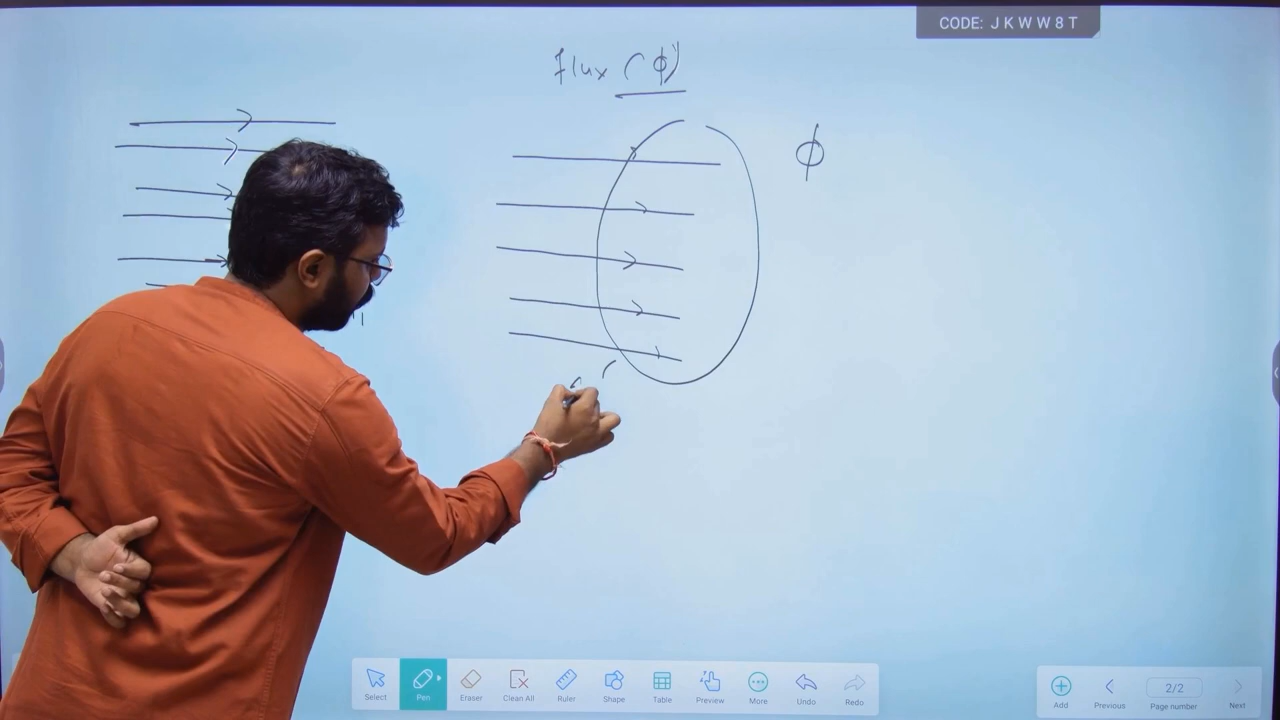 CODE: J K W W 8 T
flux (ϕ)
ϕ
Select
Pen
Eraser
Clean All
Ruler
Shape
Table
Preview
More
Undo
Redo
Add
Previous
2/2
Page number
Next